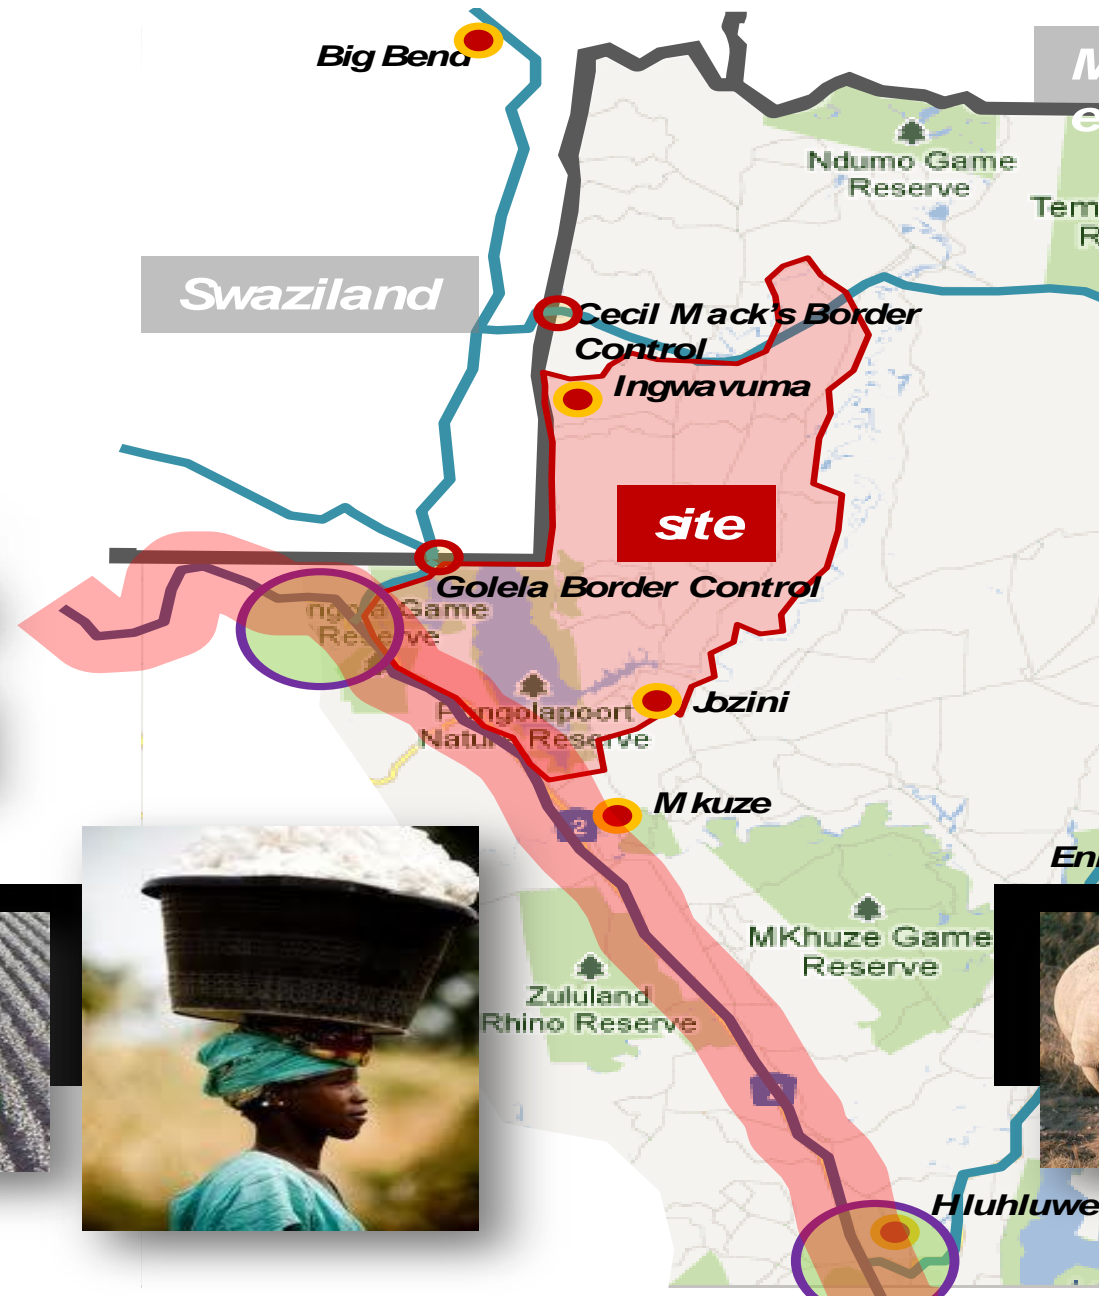 Big Bend
M
e
Ndumo Game
Reserve
Tem
R
Swaziland
Cecil Mack's Border
Control
Ingwavuma
site
Golela Border Control
Game
Reserve
Jozini
Pongolapoort
Nature Reserve
Mkuze
2
MKhuze Game
Reserve
Zululand
Rhino Reserve
Hluhluwe